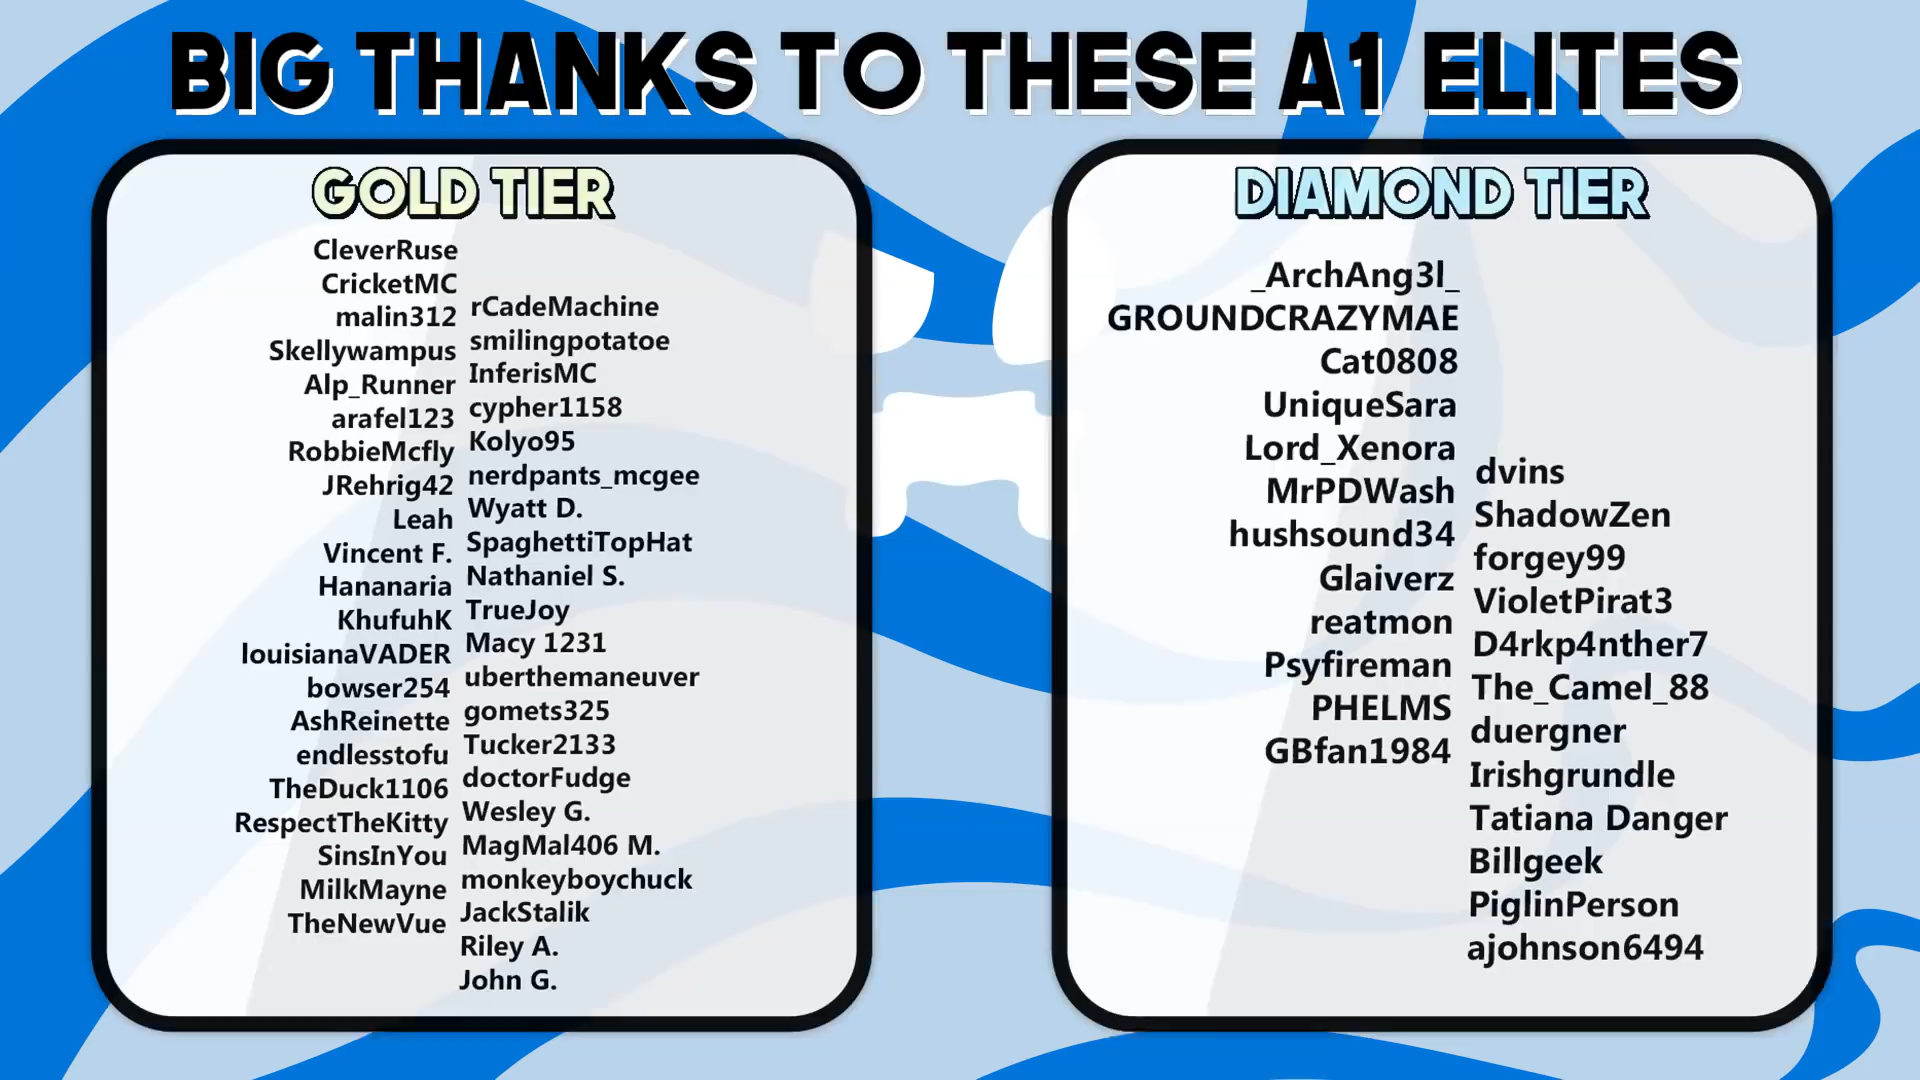 BIG THANKS TO THESE A1 ELITES
GOLD TIER
CleverRuse
CricketMC
malin312
Skellywampus
Alp_Runner
arafel123
RobbieMcfly
JRehrig42
Leah
Vincent F.
Hananaria
KhufuhK
louisianaVADER
bowser254
AshReinette
endlesstofu
TheDuck1106
RespectTheKitty
SinsInYou
MilkMayne
TheNewVue
rCadeMachine
smilingpotatoe
InferisMC
cypher1158
Kolyo95
nerdpants_mcgee
Wyatt D.
SpaghettiTopHat
Nathaniel S.
TrueJoy
Macy 1231
uberthemaneuver
gomets325
Tucker2133
doctorFudge
Wesley G.
MagMal406 M.
monkeyboychuck
JackStalik
Riley A.
John G.
DIAMOND TIER
_ArchAng3l_
GROUNDCRAZYMAE
Cat0808
UniqueSara
Lord_Xenora
MrPDWash
hushsound34
Glaiverz
reatmon
Psyfireman
PHELMS
GBfan1984
dvins
ShadowZen
forgey99
VioletPirat3
D4rkp4nther7
The_Camel_88
duergner
Irishgrundle
Tatiana Danger
Billgeek
PiglinPerson
ajohnson6494